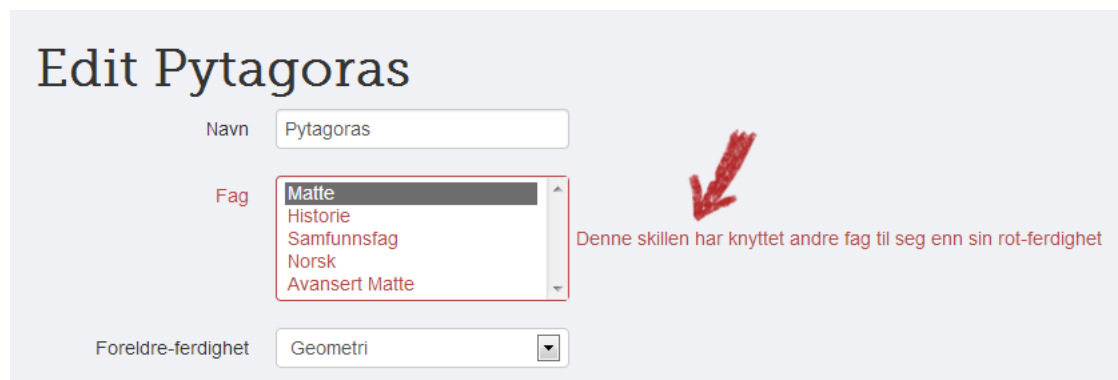 Edit Pytagoras
Navn Pytagoras
Fag
Matte
Historie
Samfunnsfag
Norsk
Avansert Matte
Denne skillen har knyttet andre fag til seg enn sin rot-ferdighet
Foreldre-ferdighet Geometri